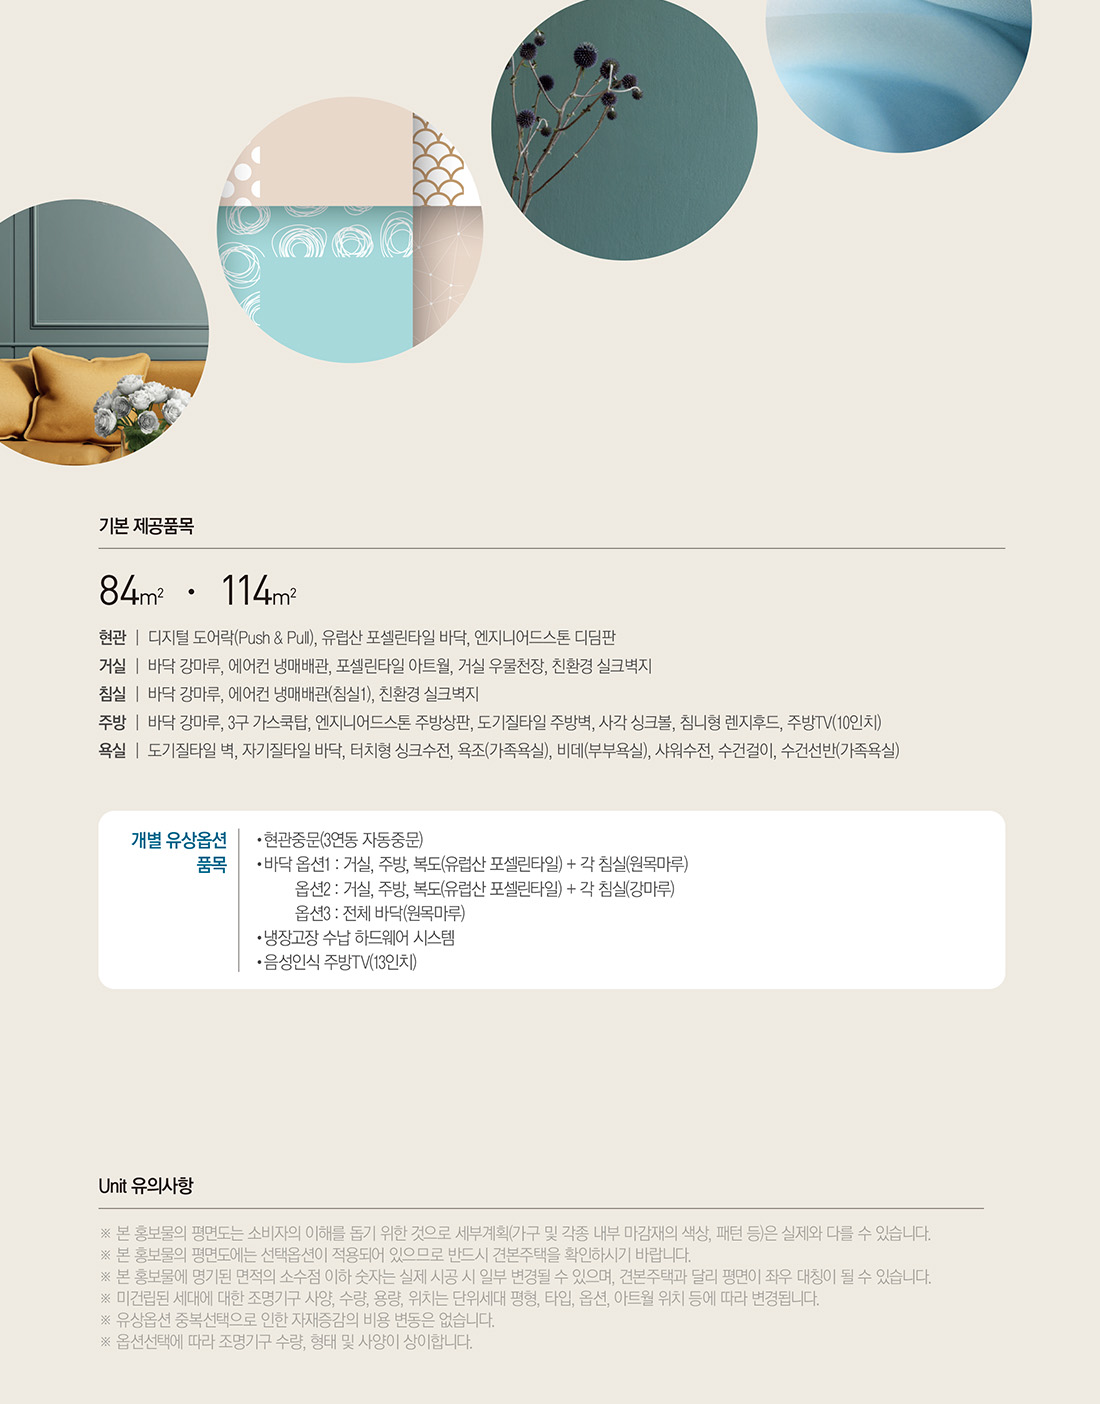 기본 제공품목
84m² · 114m²
현관 | 디지털 도어락(Push & Pull), 유럽산 포셀린타일 바닥, 엔지니어드스톤 디딤판
거실 | 바닥 강마루, 에어컨 냉매배관, 포셀린타일 아트월, 거실 우물천장, 친환경 실크벽지
침실 | 바닥 강마루, 에어컨 냉매배관(침실1), 친환경 실크벽지
주방 | 바닥 강마루, 3구 가스쿡탑, 엔지니어드스톤 주방상판, 도기질타일 주방벽, 사각 싱크볼, 침니형 렌지후드, 주방TV(10인치)
욕실 | 도기질타일 벽, 자기질타일 바닥, 터치형 싱크수전, 욕조(가족욕실), 비데(부부욕실), 샤워수전, 수건걸이, 수건선반(가족욕실)
개별 유상옵션
품목
•현관중문(3연동 자동중문)
•바닥 옵션1 : 거실, 주방, 복도(유럽산 포셀린타일) + 각 침실(원목마루)
옵션2 : 거실, 주방, 복도(유럽산 포셀린타일) + 각 침실(강마루)
옵션3 : 전체 바닥(원목마루)
•냉장고장 수납 하드웨어 시스템
•음성인식 주방TV(13인치)
Unit 유의사항
※ 본 홍보물의 평면도는 소비자의 이해를 돕기 위한 것으로 세부계획(가구 및 각종 내부 마감재의 색상, 패턴 등)은 실제와 다를 수 있습니다.
※ 본 홍보물의 평면도에는 선택옵션이 적용되어 있으므로 반드시 견본주택을 확인하시기 바랍니다.
※ 본 홍보물에 명기된 면적의 소수점 이하 숫자는 실제 시공 시 일부 변경될 수 있으며, 견본주택과 달리 평면이 좌우 대칭이 될 수 있습니다.
※ 미건립된 세대에 대한 조명기구 사양, 수량, 용량, 위치는 단위세대 평형, 타입, 옵션, 아트월 위치 등에 따라 변경됩니다.
※ 유상옵션 중복선택으로 인한 자재증감의 비용 변동은 없습니다.
※ 옵션선택에 따라 조명기구 수량, 형태 및 사양이 상이합니다.